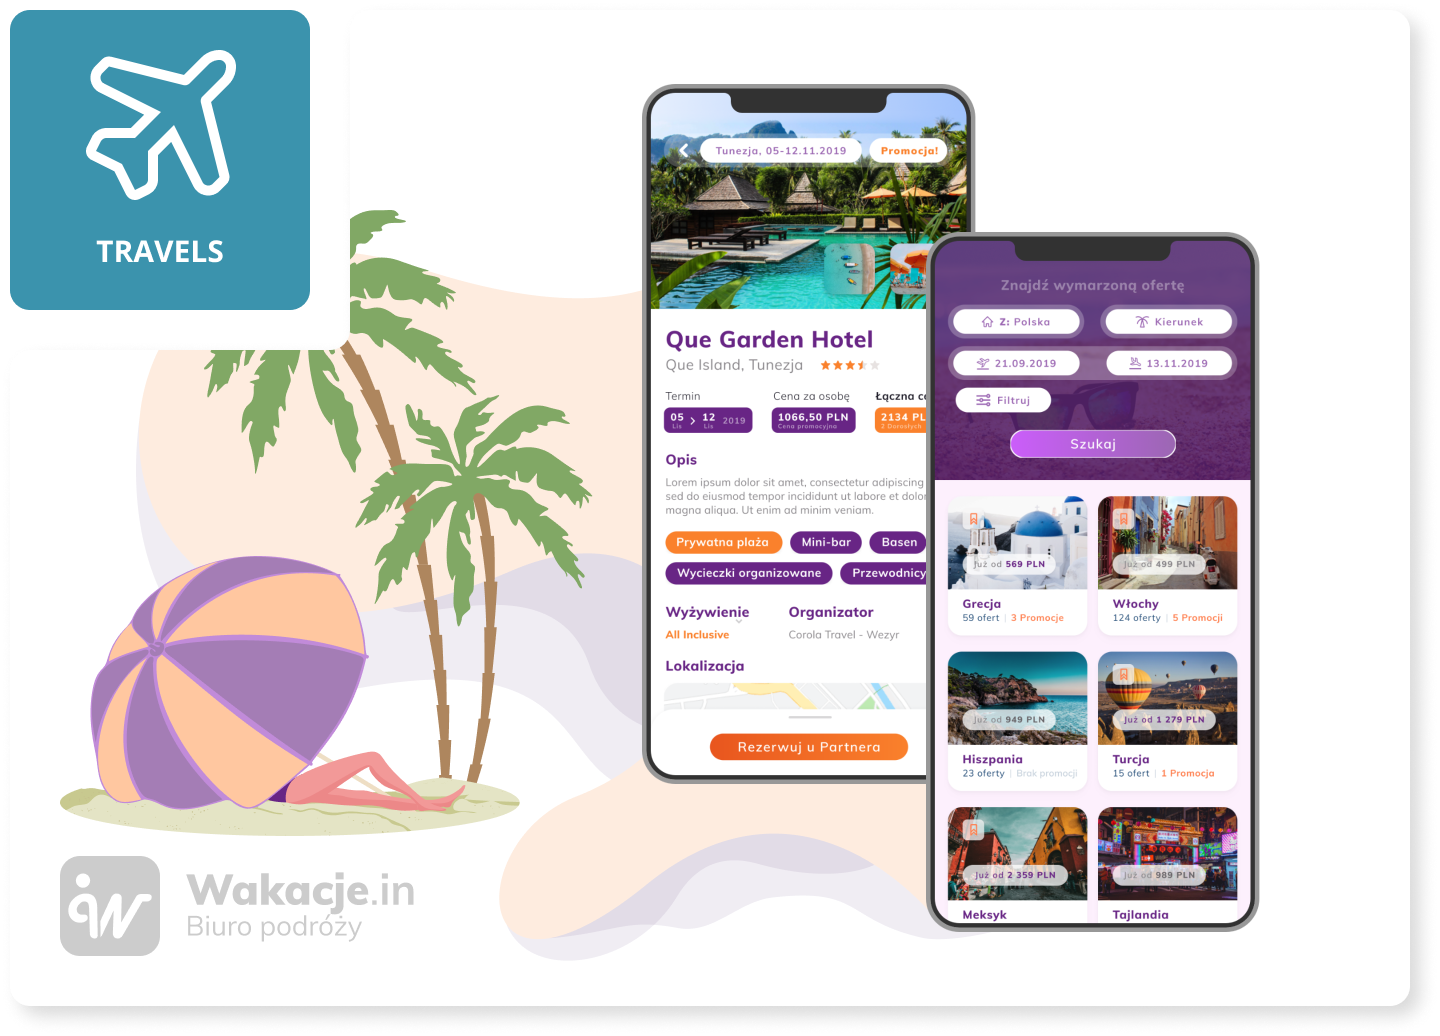 TRAVELS
Tunezja, 05-12.11.2019
Promocja!
Que Garden Hotel
Que Island, Tunezja
Termin
Cena za osobę
Łączna
05 12 2019
Lis Lis
1066,50 PLN
Cena promocyjna
2134
2 Dorosłych
Opis
Lorem ipsum dolor sit amet, consectetur adipiscing
sed do eiusmod tempor incididunt ut labore et
magna aliqua. Ut enim ad minim veniam.
Prywatna plaża
Mini-bar
Basen
Wycieczki organizowane
Przewodnicy
Wyżywienie
Organizator
All Inclusive
Corola Travel - Wezyr
Lokalizacja
Rezerwuj u Partnera
Znajdź wymarzoną ofertę
Z: Polska
Kierunek
21.09.2019
13.11.2019
Filtruj
Szukaj
Już od 569 PLN
Grecja
59 ofert | 3 Promocje
Już od 499 PLN
Włochy
124 oferty | 5 Promocji
Już od 949 PLN
Hiszpania
23 oferty | Brak promocji
Już od 1 279 PLN
Turcja
15 ofert | 1 Promocja
Już od 2 359 PLN
Meksyk
Już od 989 PLN
Tajlandia
iW
Wakacje.in
Biuro podróży